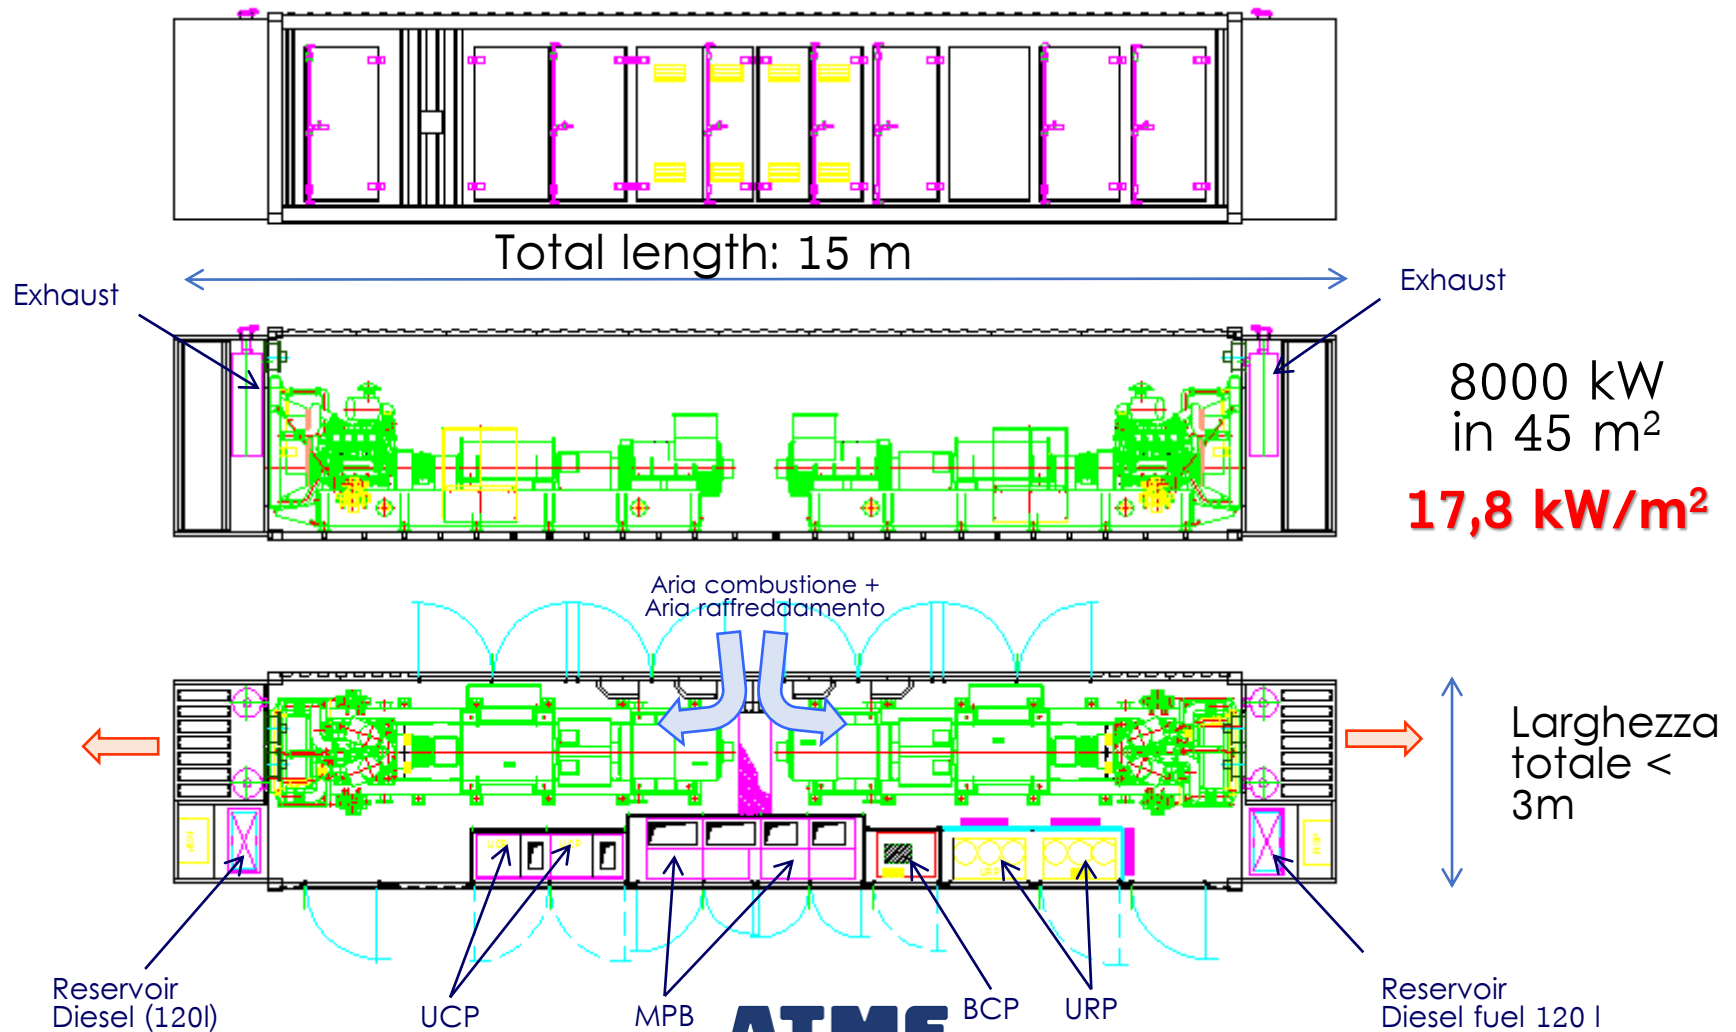 Total length: 15 m
Exhaust
Exhaust
8000 kW
in 45 m²
17,8 kW/m²
Aria combustione +
Aria raffreddamento
Larghezza
totale <
3m
Reservoir
Diesel (120l)
UCP
MPB
BCP
URP
Reservoir
Diesel fuel 120 l